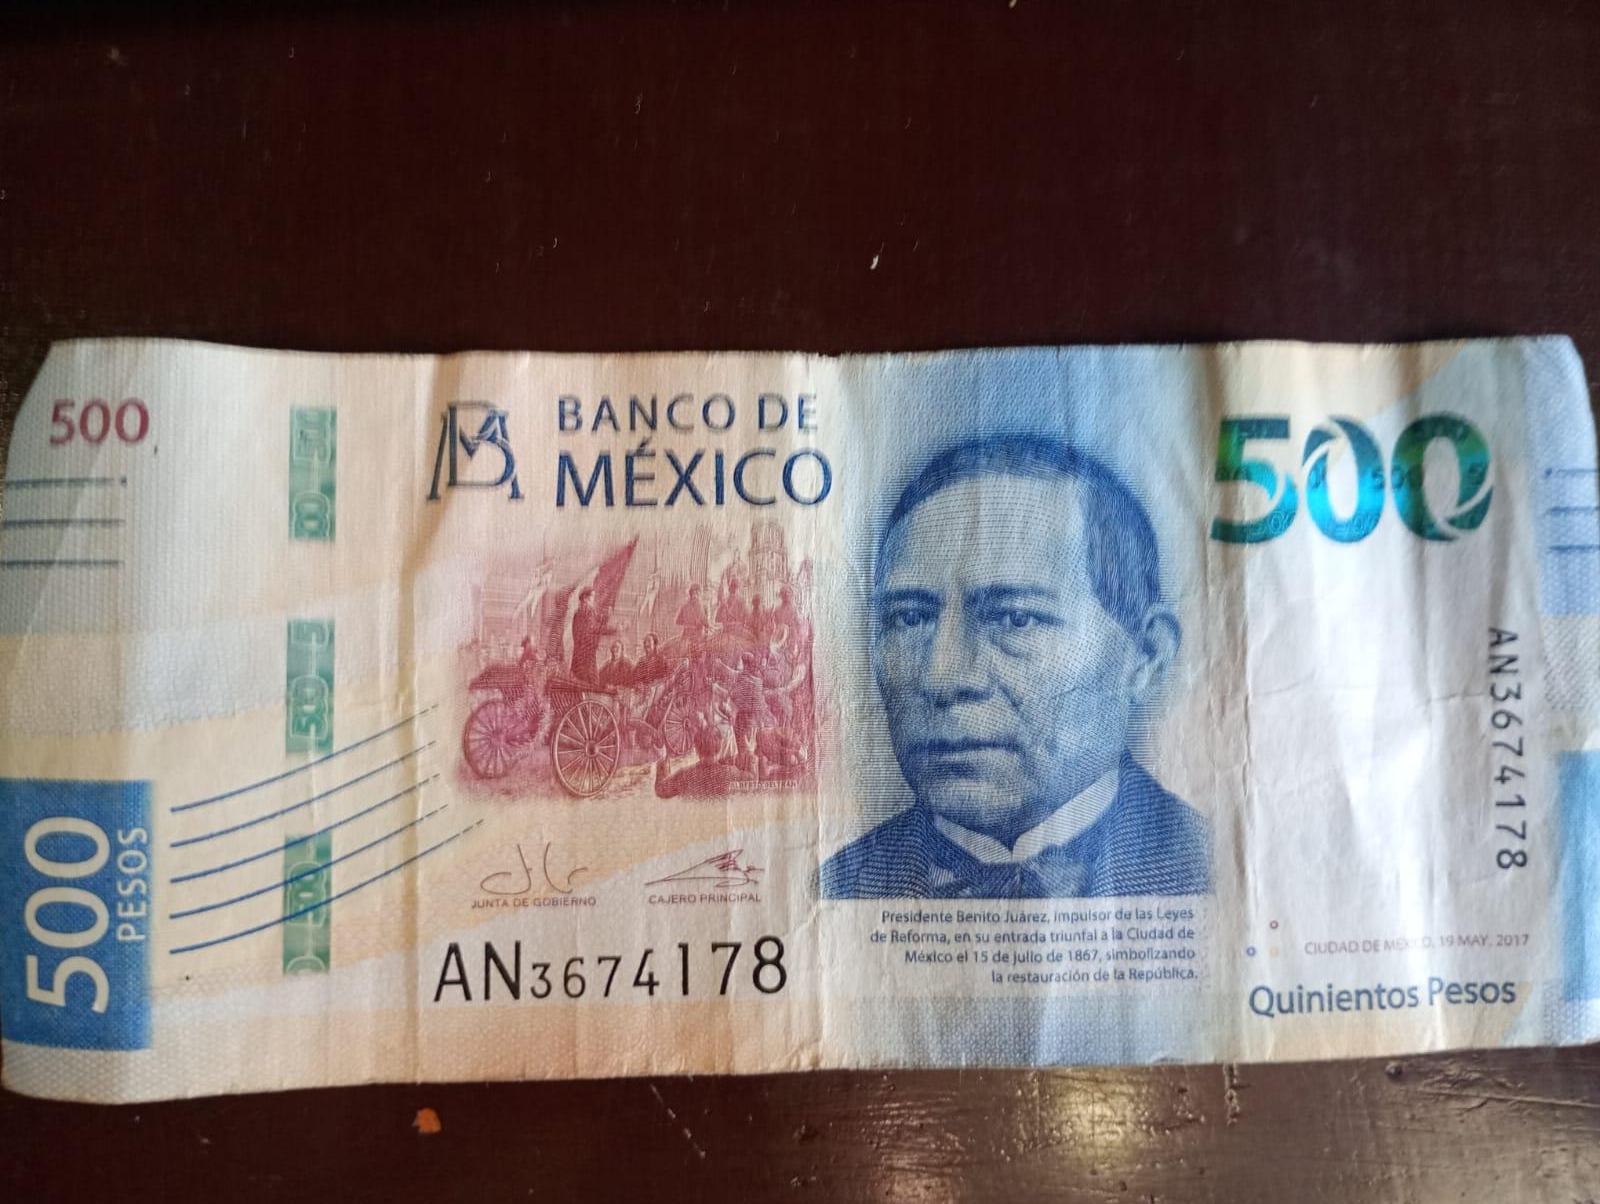 500
BANCO DE
MÉXICO
500
AN3674178
500
PESOS
ALBERTO BELTRÁN
JUNTA DE GOBIERNO
CAJERO PRINCIPAL
AN3674178
Presidente Benito Juárez, impulsor de las Leyes
de Reforma, en su entrada triunfal a la Ciudad de
México el 15 de julio de 1867, simbolizando
la restauración de la República.
CIUDAD DE MÉXICO, 19 MAY. 2017
Quinientos Pesos